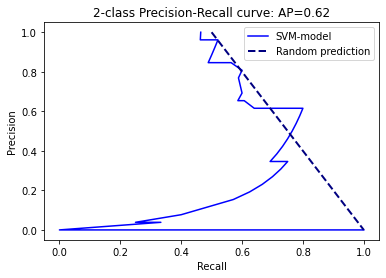 2-class Precision-Recall curve: AP=0.62
SVM-model
Random prediction
Precision
1.0
0.8
0.6
0.4
0.2
0.0
0.0 0.2 0.4 0.6 0.8 1.0
Recall